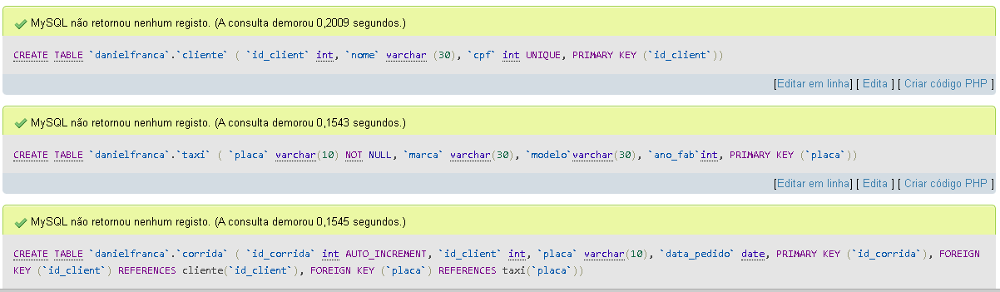 MySQL não retornou nenhum registo. (A consulta demorou 0,2009 segundos.)
CREATE TABLE `danielfranca`.`cliente` ( `id_client` int, `nome` varchar (30), `cpf` int UNIQUE, PRIMARY KEY (`id_client`))
[Editar em linha] [ Edita ] [ Criar código PHP ]
MySQL não retornou nenhum registo. (A consulta demorou 0,1543 segundos.)
CREATE TABLE `danielfranca`.`taxi` ( `placa` varchar(10) NOT NULL, `marca` varchar(30), `modelo`varchar(30), `ano_fab`int, PRIMARY KEY (`placa`))
[Editar em linha] [ Edita ] [ Criar código PHP ]
MySQL não retornou nenhum registo. (A consulta demorou 0,1545 segundos.)
CREATE TABLE `danielfranca`.`corrida` ( `id_corrida` int AUTO_INCREMENT, `id_client` int, `placa` varchar(10), `data_pedido` date, PRIMARY KEY (`id_corrida`), FOREIGN
KEY (`id_client`) REFERENCES cliente(`id_client`), FOREIGN KEY (`placa`) REFERENCES taxi(`placa`))